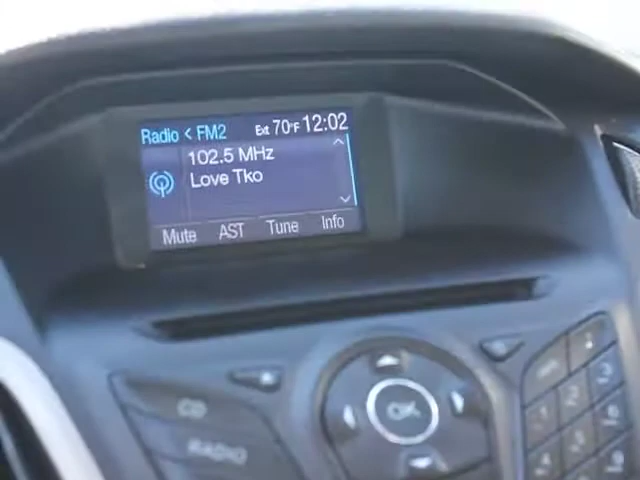 Radio < FM2 Ext 70°F 12:02
102.5 MHz
Love Tko
Mute AST Tune Info
OK
CD
RADIO